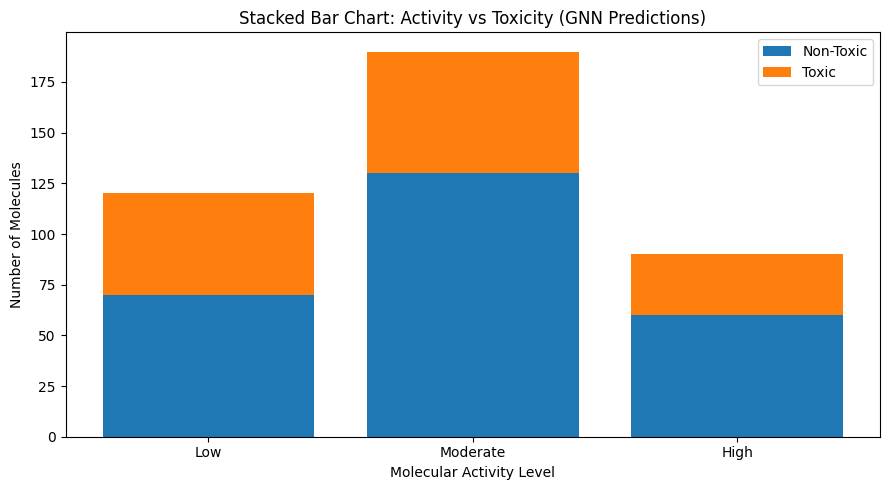 Stacked Bar Chart: Activity vs Toxicity (GNN Predictions)
Non-Toxic
Toxic
Number of Molecules
175
150
125
100
75
50
25
0
Low
Moderate
High
Molecular Activity Level